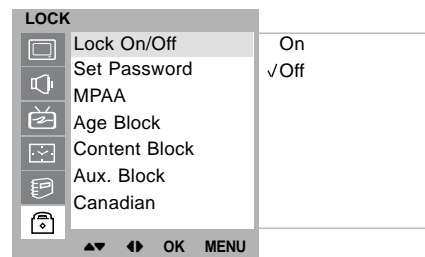 LOCK
Lock On/Off
On
Set Password
√Off
MPAA
Age Block
Content Block
Aux. Block
Canadian
▲▼ ◀▶ OK MENU